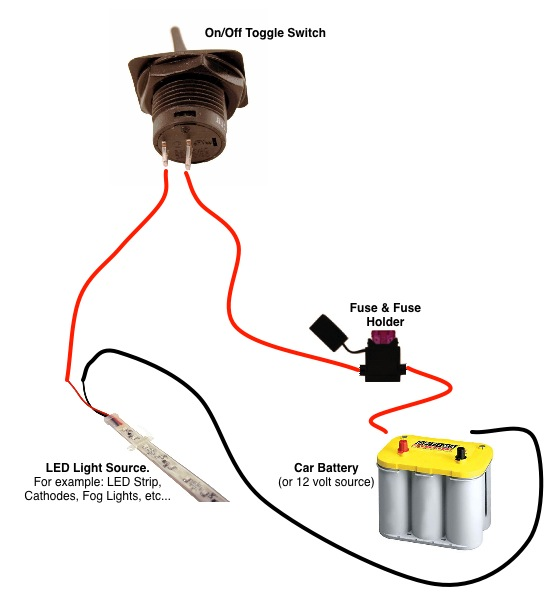 On/Off Toggle Switch
Fuse & Fuse
Holder
LED Light Source.
For example: LED Strip,
Cathodes, Fog Lights, etc...
Car Battery
(or 12 volt source)